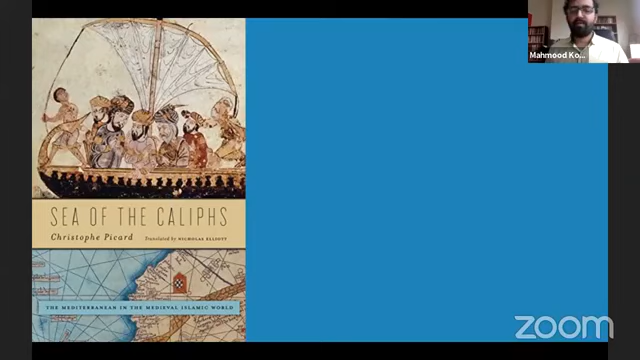 Mahmood Ko...
SEA OF THE CALIPHS
Christophe Picard Translated by NICHOLAS ELLIOTT
THE MEDITERRANEAN IN THE MEDIEVAL ISLAMIC WORLD
zoom